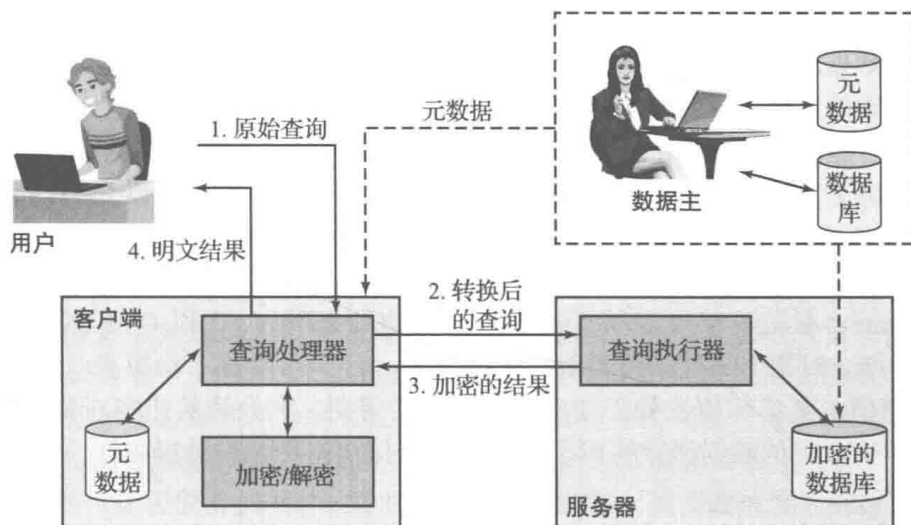 元
数据
数据
库
数据主
元数据
1. 原始查询
用户
4. 明文结果
2. 转换后
的查询
3. 加密的结果
客户端
查询处理器
元
数据
加密/解密
查询执行器
加密的
数据库
服务器